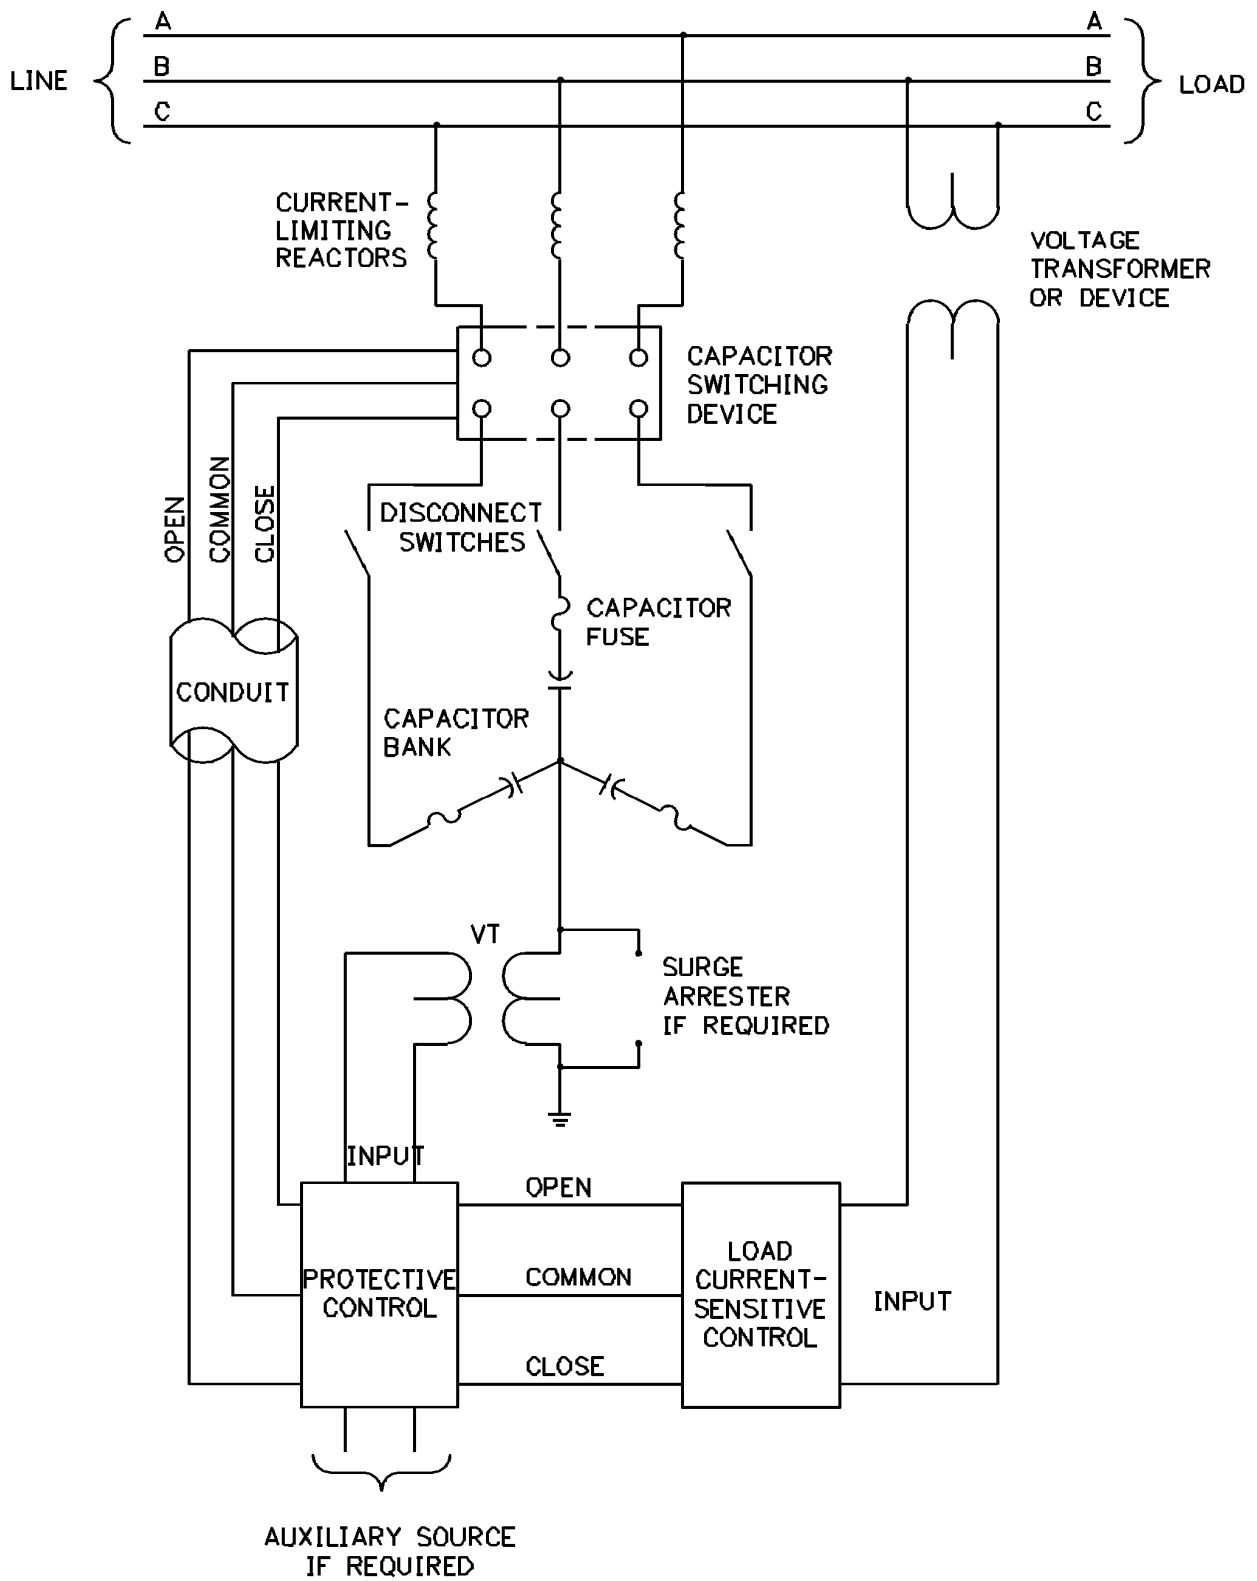 A
A
LINE
B
B
LOAD
C
C
CURRENT-
LIMITING
REACTORS
VOLTAGE
TRANSFORMER
OR DEVICE
CAPACITOR
SWITCHING
DEVICE
OPEN
COMMON
CLOSE
DISCONNECT
SWITCHES
CAPACITOR
FUSE
CONDUIT
CAPACITOR
BANK
VT
SURGE
ARRESTER
IF REQUIRED
INPUT
OPEN
PROTECTIVE
CONTROL
COMMON
LOAD
CURRENT-
SENSITIVE
CONTROL
INPUT
CLOSE
AUXILIARY SOURCE
IF REQUIRED